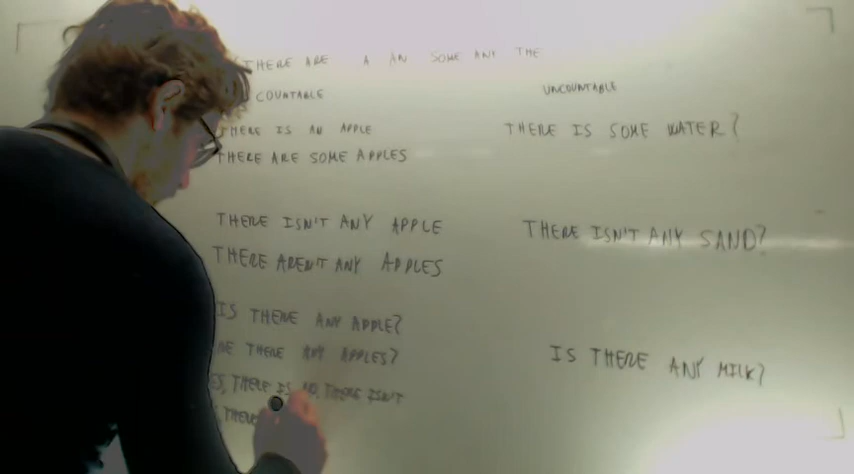 THERE ARE A AN SOME ANY THE
COUNTABLE
UNCOUNTABLE
THERE IS AN APPLE
THERE IS SOME WATER?
THERE ARE SOME APPLES
THERE ISN'T ANY APPLE
THERE ISN'T ANY SAND?
THERE AREN'T ANY APPLES
IS THERE ANY APPLE?
THERE ANY APPLES?
IS THERE ANY MILK?
THERE IS NO, THERE ISN'T
THERE